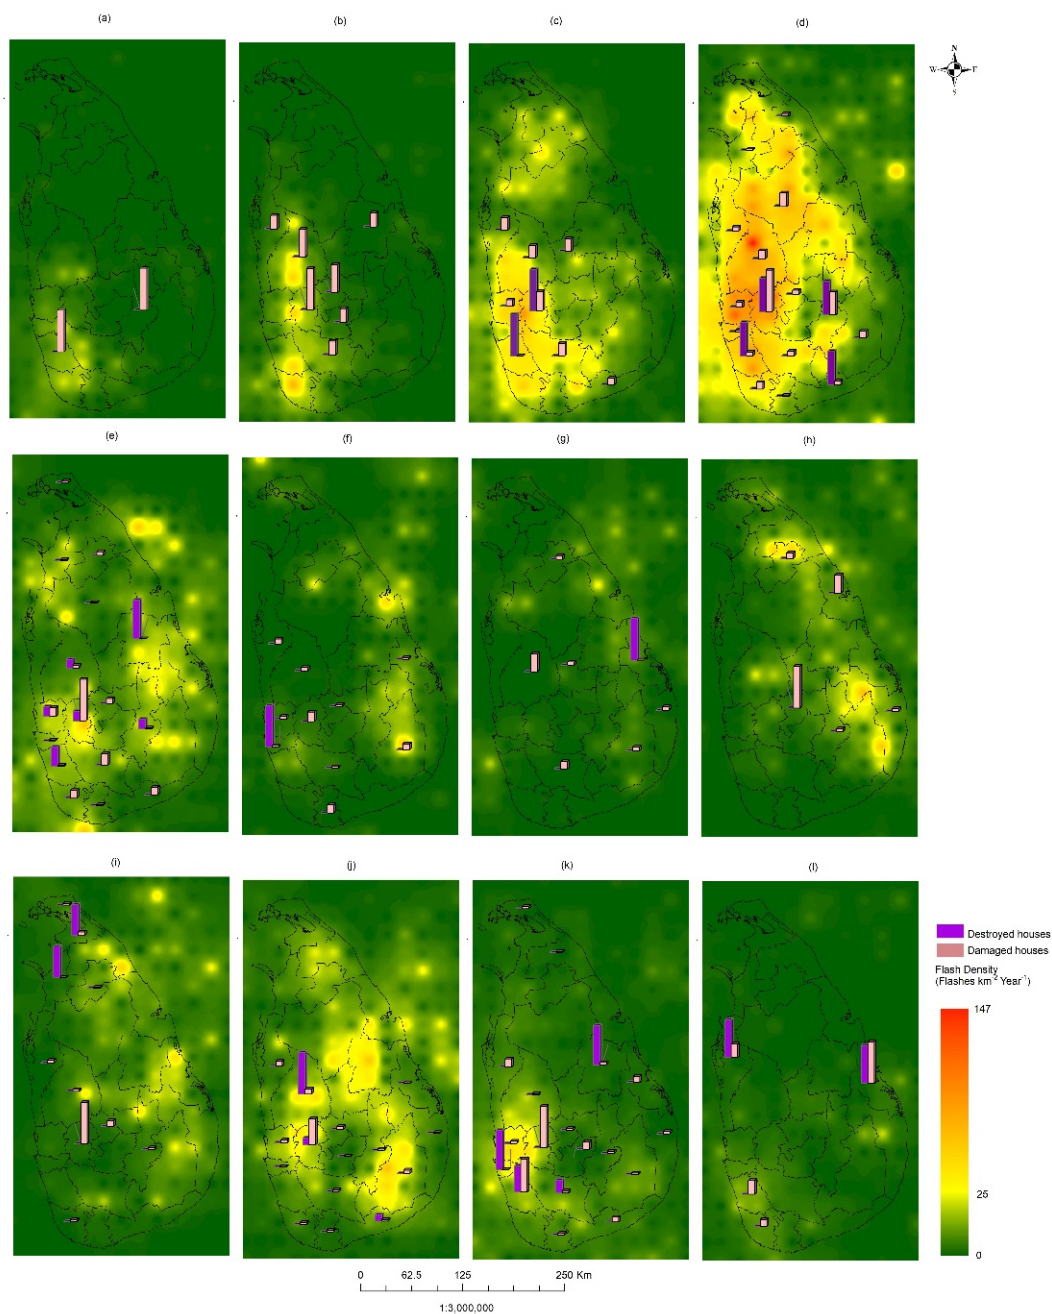 (a)
(b)
(c)
(d)
N
W
E
S
(e)
(f)
(g)
(h)
(i)
(j)
(k)
(l)
Destroyed houses
Damaged houses
Flash Density
(Flashes km⁻² Year⁻¹)
147
25
0
0 62.5 125 250 Km
1:3,000,000